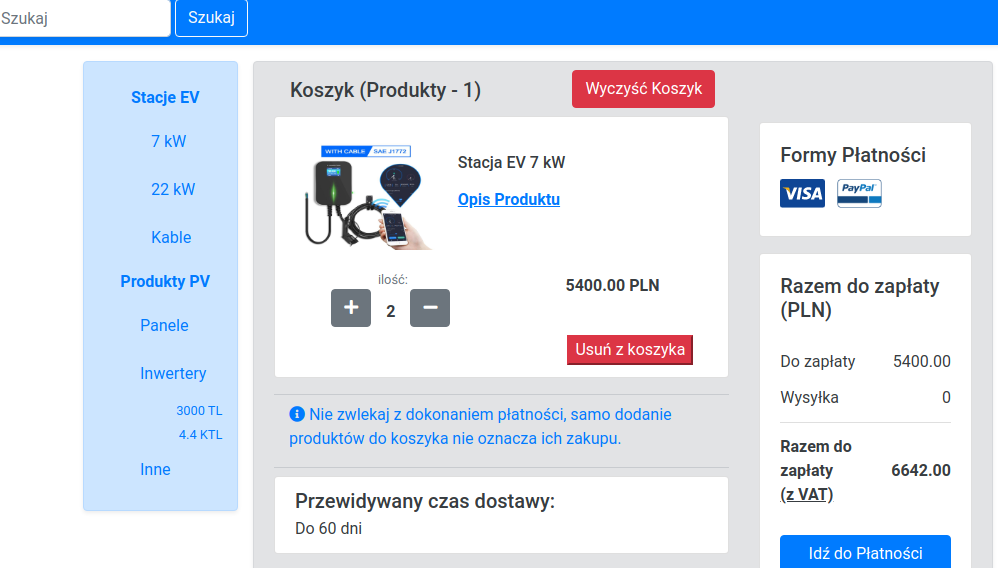 Szukaj
Szukaj
Stacje EV
7 kW
22 kW
Kable
Produkty PV
Panele
Inwertery
3000 TL
4.4 KTL
Inne
Koszyk (Produkty - 1)
Wyczyść Koszyk
WITH CABLE SAE J1772
Stacja EV 7 kW
Opis Produktu
ilość:
+ 2 −
5400.00 PLN
Usuń z koszyka
Nie zwlekaj z dokonaniem płatności, samo dodanie
produktów do koszyka nie oznacza ich zakupu.
Przewidywany czas dostawy:
Do 60 dni
Formy Płatności
VISA PayPal
Razem do zapłaty
(PLN)
Do zapłaty 5400.00
Wysyłka 0
Razem do
zapłaty 6642.00
(z VAT)
Idź do Płatności